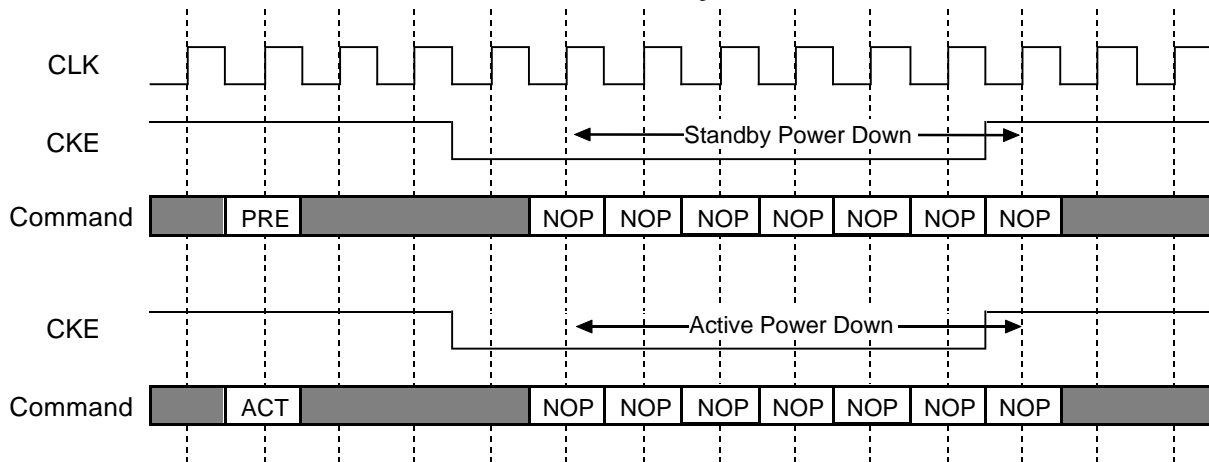 CLK
CKE
Standby Power Down
Command PRE NOP NOP NOP NOP NOP NOP NOP
CKE
Active Power Down
Command ACT NOP NOP NOP NOP NOP NOP NOP